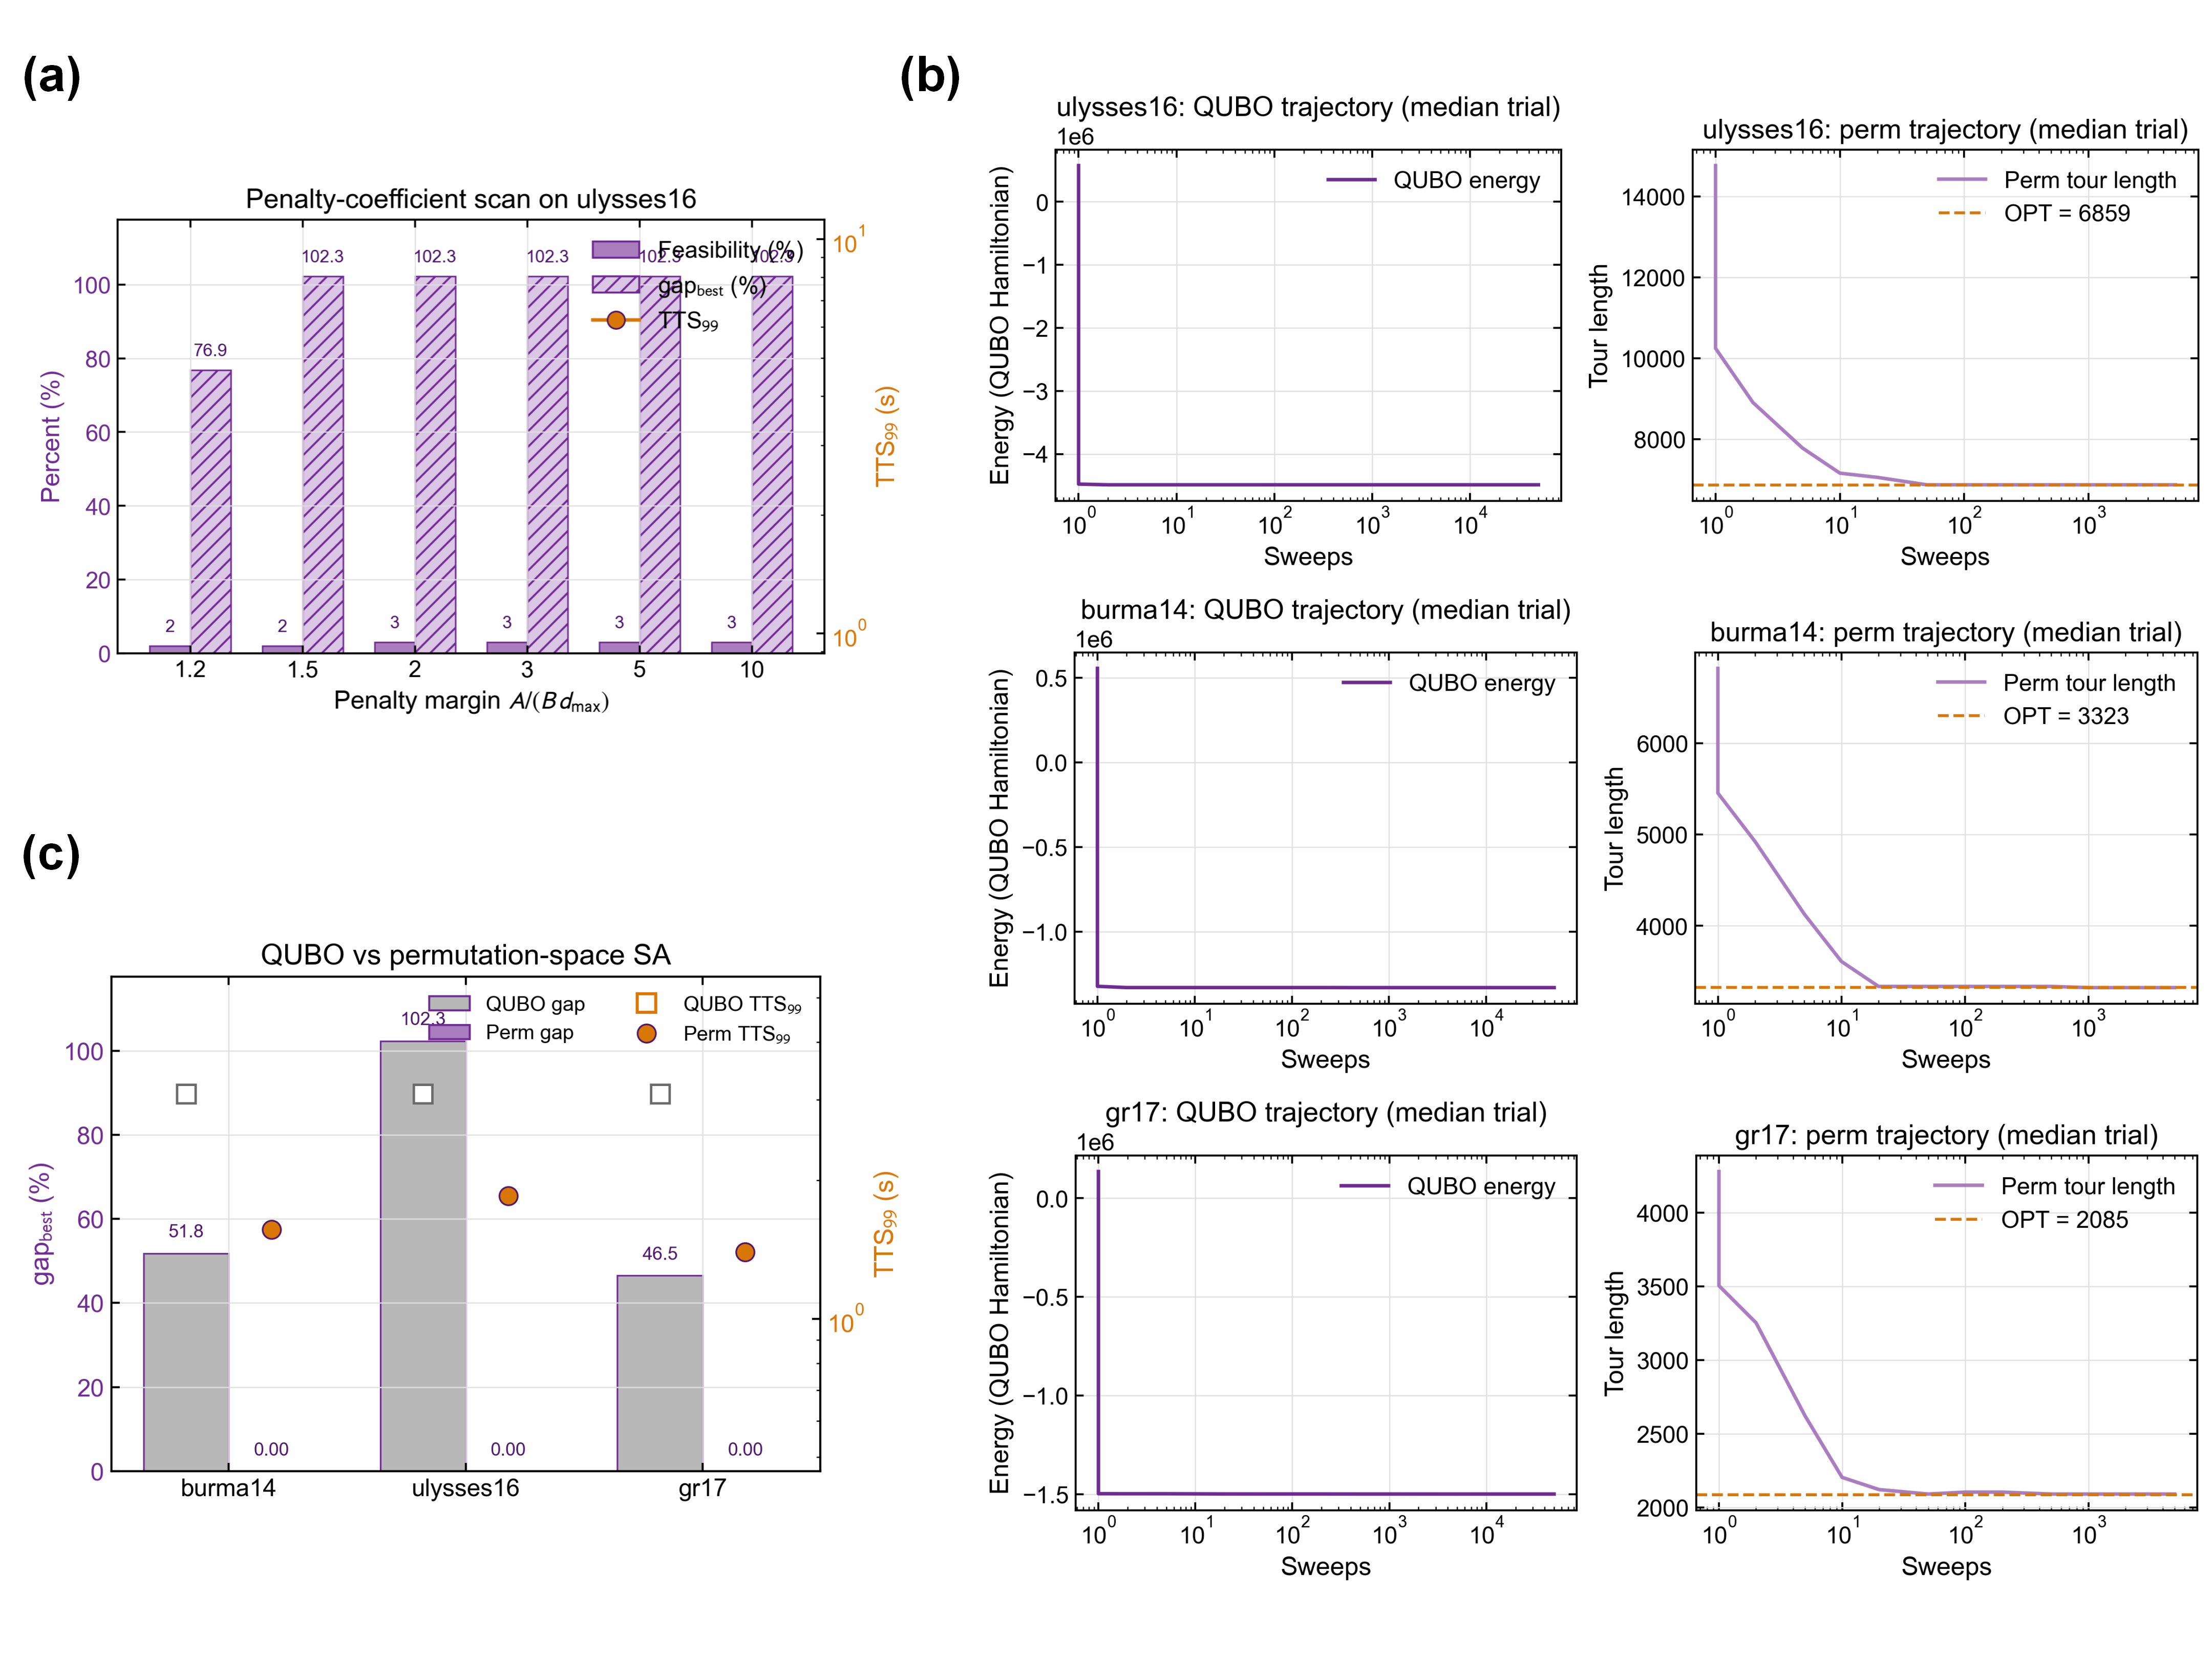 (a)
Penalty-coefficient scan on ulysses16
Feasibility (%)
gap_best (%)
TTS_99
76.9
102.3
102.3
102.3
102.3
102.3
2
2
3
3
3
3
Percent (%)
100
80
60
40
20
0
1.2 1.5 2 3 5 10
Penalty margin A/(B d_max)
10^1
10^0
TTS_99 (s)
(b)
ulysses16: QUBO trajectory (median trial)
1e6
QUBO energy
Energy (QUBO Hamiltonian)
0
−1
−2
−3
−4
10^0 10^1 10^2 10^3 10^4
Sweeps
ulysses16: perm trajectory (median trial)
Perm tour length
OPT = 6859
Tour length
14000
12000
10000
8000
10^0 10^1 10^2 10^3
Sweeps
burma14: QUBO trajectory (median trial)
1e6
QUBO energy
Energy (QUBO Hamiltonian)
0.5
0.0
−0.5
−1.0
10^0 10^1 10^2 10^3 10^4
Sweeps
burma14: perm trajectory (median trial)
Perm tour length
OPT = 3323
Tour length
6000
5000
4000
10^0 10^1 10^2 10^3
Sweeps
gr17: QUBO trajectory (median trial)
1e6
QUBO energy
Energy (QUBO Hamiltonian)
0.0
−0.5
−1.0
−1.5
10^0 10^1 10^2 10^3 10^4
Sweeps
gr17: perm trajectory (median trial)
Perm tour length
OPT = 2085
Tour length
4000
3500
3000
2500
2000
10^0 10^1 10^2 10^3
Sweeps
(c)
QUBO vs permutation-space SA
QUBO gap
Perm gap
QUBO TTS_99
Perm TTS_99
102.3
51.8
46.5
0.00
0.00
0.00
gap_best (%)
100
80
60
40
20
0
burma14 ulysses16 gr17
10^0
TTS_99 (s)